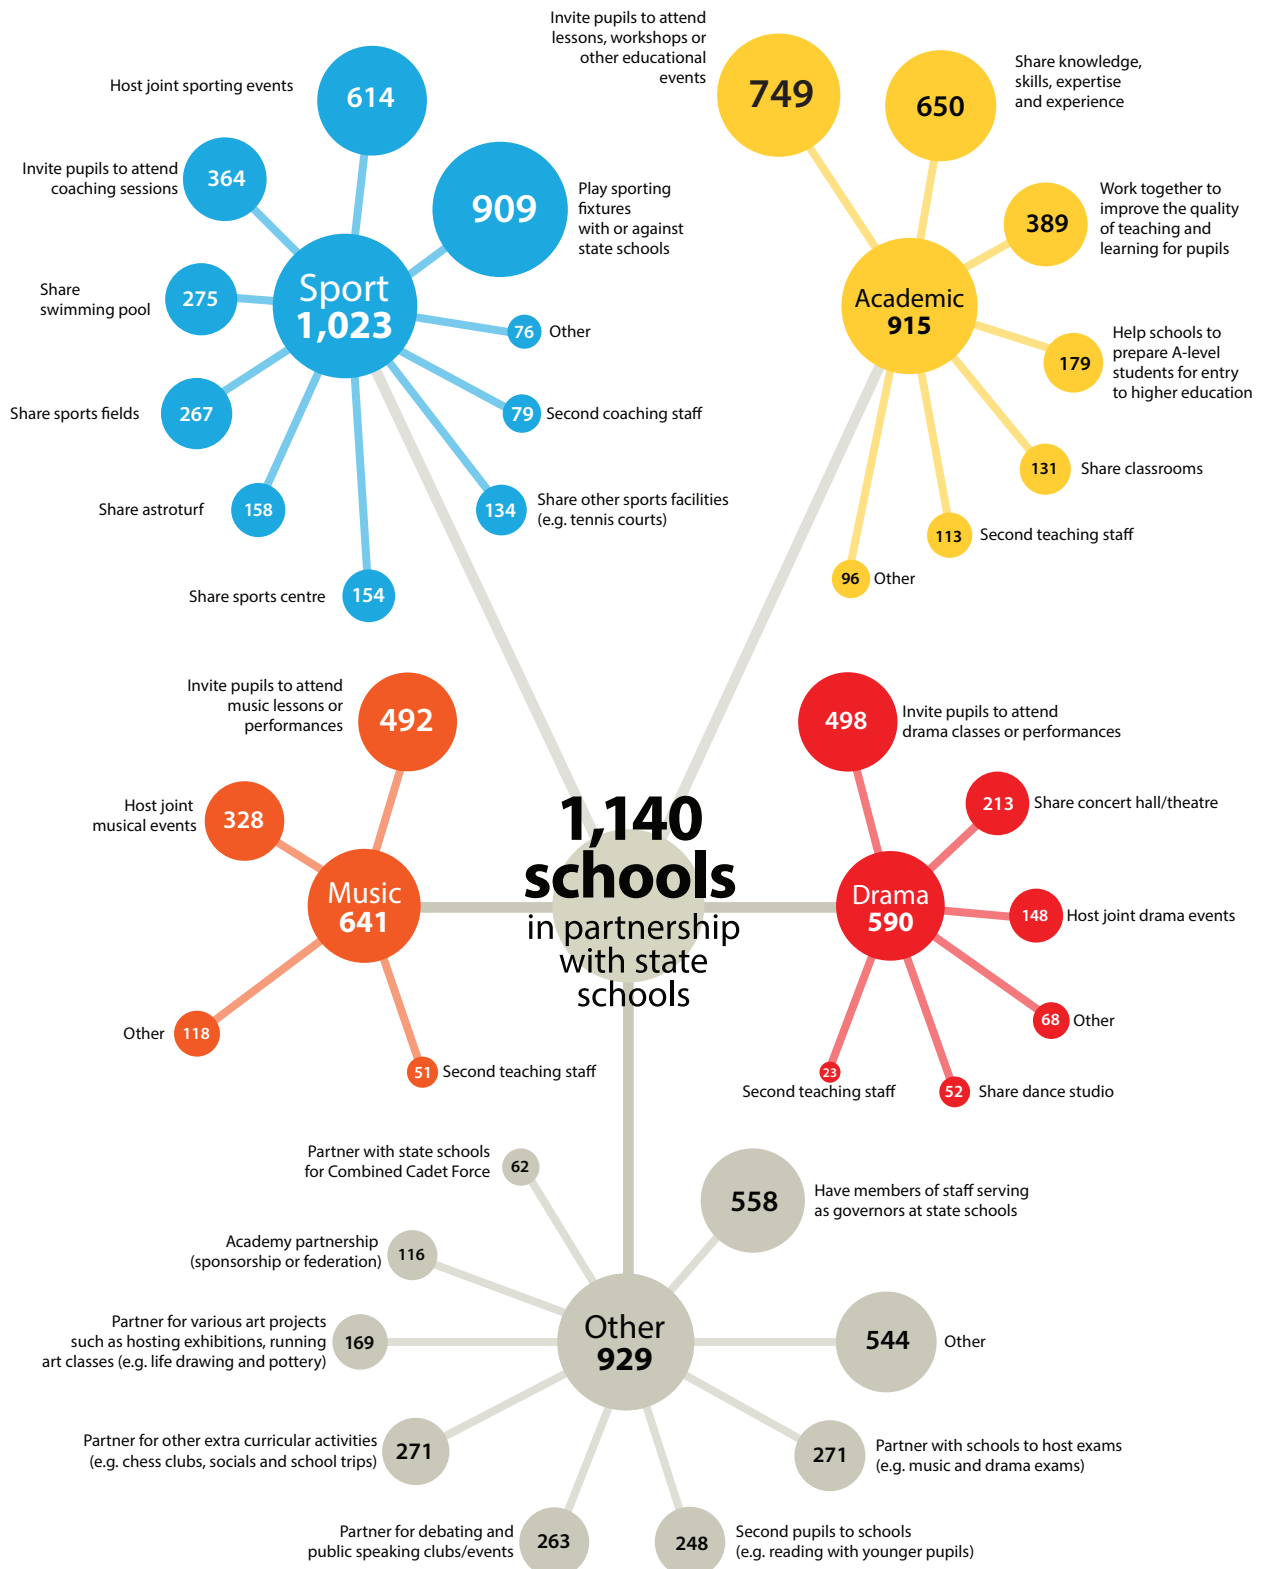 Host joint sporting events
614
Invite pupils to attend
coaching sessions
364
909
Play sporting
fixtures
with or against
state schools
Share
swimming pool
275
Sport
1,023
76
Other
Share sports fields
267
79
Second coaching staff
Share astroturf
158
134
Share other sports facilities
(e.g. tennis courts)
Share sports centre
154
Invite pupils to attend
lessons, workshops or
other educational
events
749
650
Share knowledge,
skills, expertise
and experience
389
Work together to
improve the quality
of teaching and
learning for pupils
Academic
915
179
Help schools to
prepare A-level
students for entry
to higher education
131
Share classrooms
113
Second teaching staff
96
Other
Invite pupils to attend
music lessons or
performances
492
Host joint
musical events
328
Music
641
Other
118
51
Second teaching staff
1,140
schools
in partnership
with state
schools
498
Invite pupils to attend
drama classes or performances
213
Share concert hall/theatre
Drama
590
148
Host joint drama events
68
Other
23
Second teaching staff
52
Share dance studio
Partner with state schools
for Combined Cadet Force
62
558
Have members of staff serving
as governors at state schools
Academy partnership
(sponsorship or federation)
116
Partner for various art projects
such as hosting exhibitions, running
art classes (e.g. life drawing and pottery)
169
Other
929
544
Other
Partner for other extra curricular activities
(e.g. chess clubs, socials and school trips)
271
271
Partner with schools to host exams
(e.g. music and drama exams)
Partner for debating and
public speaking clubs/events
263
248
Second pupils to schools
(e.g. reading with younger pupils)